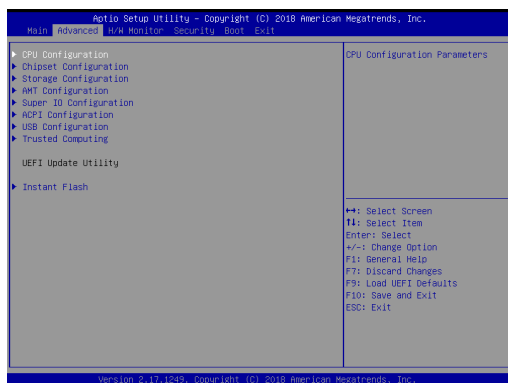 Aptio Setup Utility – Copyright (C) 2018 American Megatrends, Inc.
Main Advanced H/W Monitor Security Boot Exit
▶ CPU Configuration
▶ Chipset Configuration
▶ Storage Configuration
▶ AMT Configuration
▶ Super IO Configuration
▶ ACPI Configuration
▶ USB Configuration
▶ Trusted Computing
UEFI Update Utility
▶ Instant Flash
CPU Configuration Parameters
↔: Select Screen
↑↓: Select Item
Enter: Select
+/-: Change Option
F1: General Help
F7: Discard Changes
F9: Load UEFI Defaults
F10: Save and Exit
ESC: Exit
Version 2.17.1249. Copyright (C) 2018 American Megatrends, Inc.